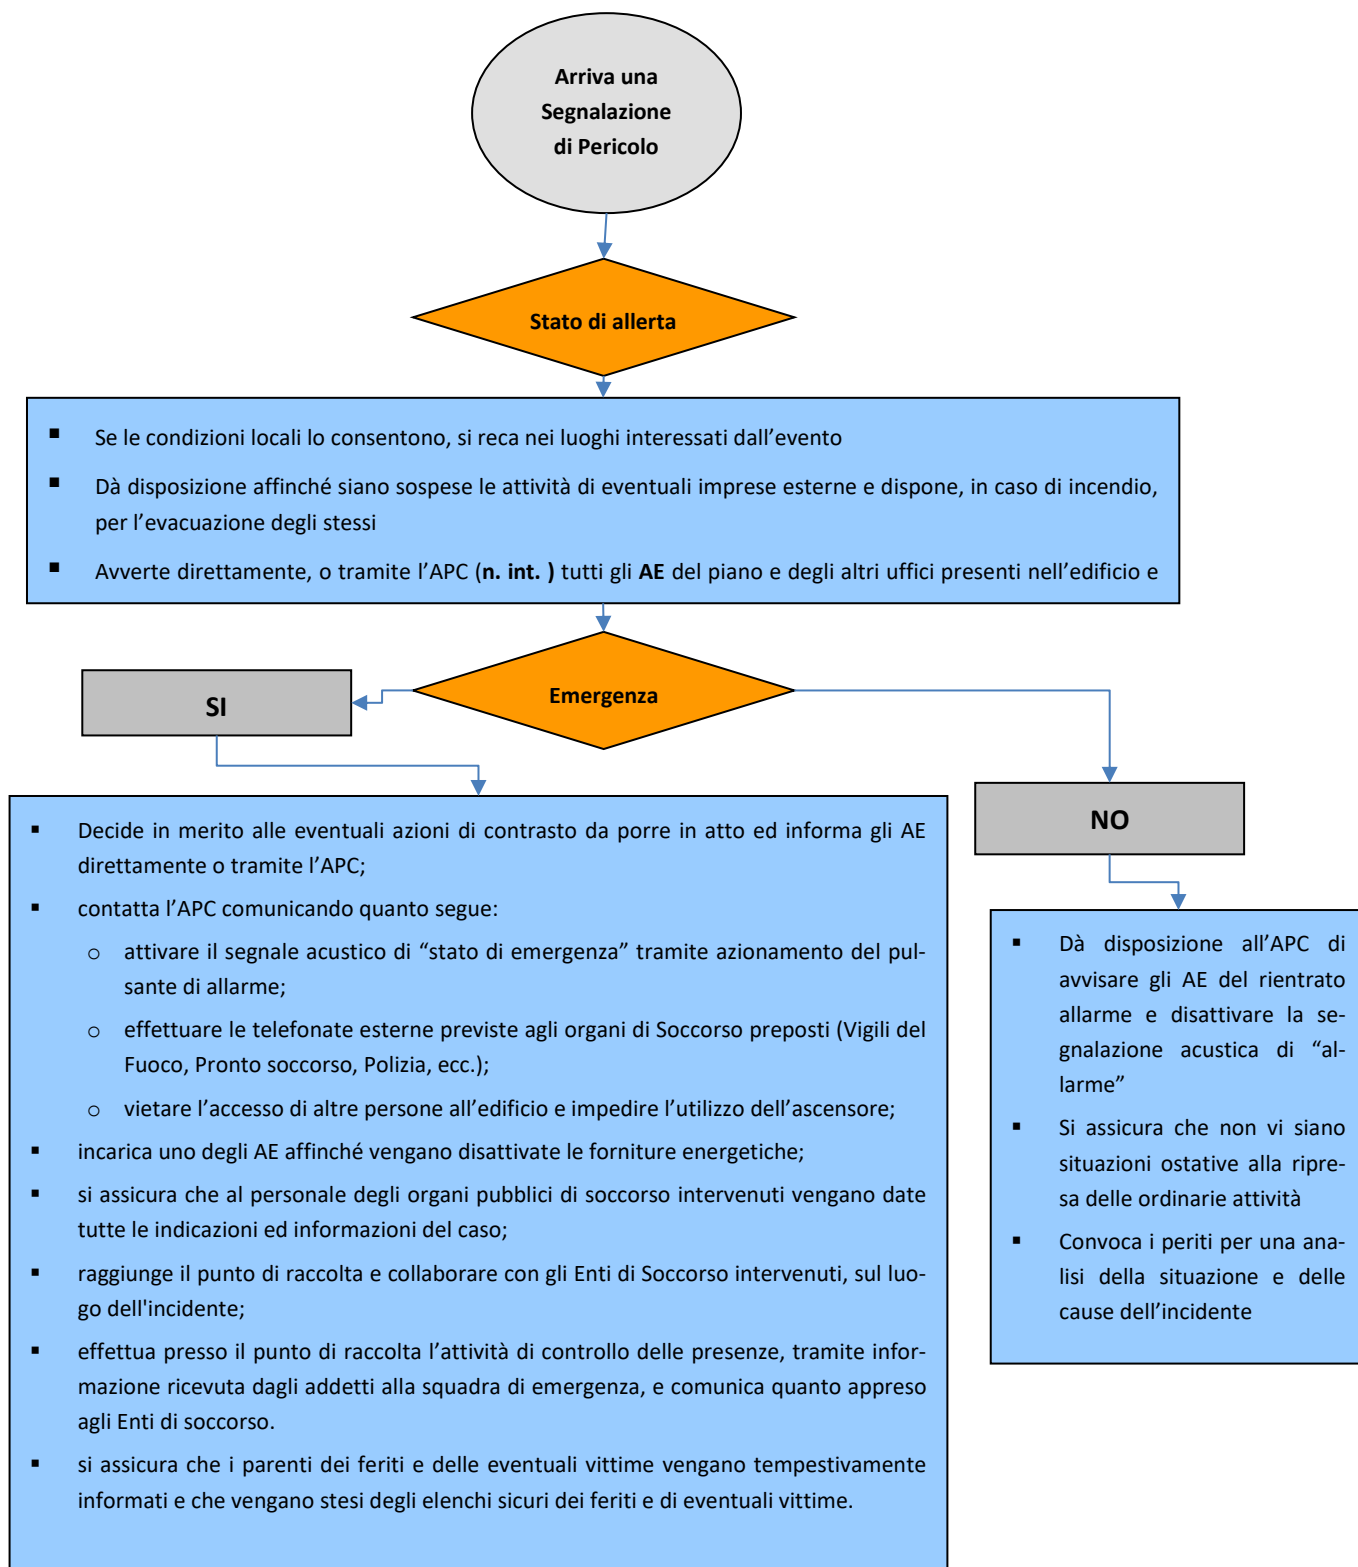 Arriva una
Segnalazione
di Pericolo
Stato di allerta
▪ Se le condizioni locali lo consentono, si reca nei luoghi interessati dall’evento
▪ Dà disposizione affinché siano sospese le attività di eventuali imprese esterne e dispone, in caso di incendio,
per l’evacuazione degli stessi
▪ Avverte direttamente, o tramite l’APC (n. int. ) tutti gli AE del piano e degli altri uffici presenti nell’edificio e
Emergenza
SI
▪ Decide in merito alle eventuali azioni di contrasto da porre in atto ed informa gli AE
direttamente o tramite l’APC;
▪ contatta l’APC comunicando quanto segue:
o attivare il segnale acustico di “stato di emergenza” tramite azionamento del pul-
sante di allarme;
o effettuare le telefonate esterne previste agli organi di Soccorso preposti (Vigili del
Fuoco, Pronto soccorso, Polizia, ecc.);
o vietare l’accesso di altre persone all’edificio e impedire l’utilizzo dell’ascensore;
▪ incarica uno degli AE affinché vengano disattivate le forniture energetiche;
▪ si assicura che al personale degli organi pubblici di soccorso intervenuti vengano date
tutte le indicazioni ed informazioni del caso;
▪ raggiunge il punto di raccolta e collaborare con gli Enti di Soccorso intervenuti, sul luo-
go dell'incidente;
▪ effettua presso il punto di raccolta l’attività di controllo delle presenze, tramite infor-
mazione ricevuta dagli addetti alla squadra di emergenza, e comunica quanto appreso
agli Enti di soccorso.
▪ si assicura che i parenti dei feriti e delle eventuali vittime vengano tempestivamente
informati e che vengano stesi degli elenchi sicuri dei feriti e di eventuali vittime.
NO
▪ Dà disposizione all’APC di
avvisare gli AE del rientrato
allarme e disattivare la se-
gnalazione acustica di “al-
larme”
▪ Si assicura che non vi siano
situazioni ostative alla ripre-
sa delle ordinarie attività
▪ Convoca i periti per una ana-
lisi della situazione e delle
cause dell’incidente